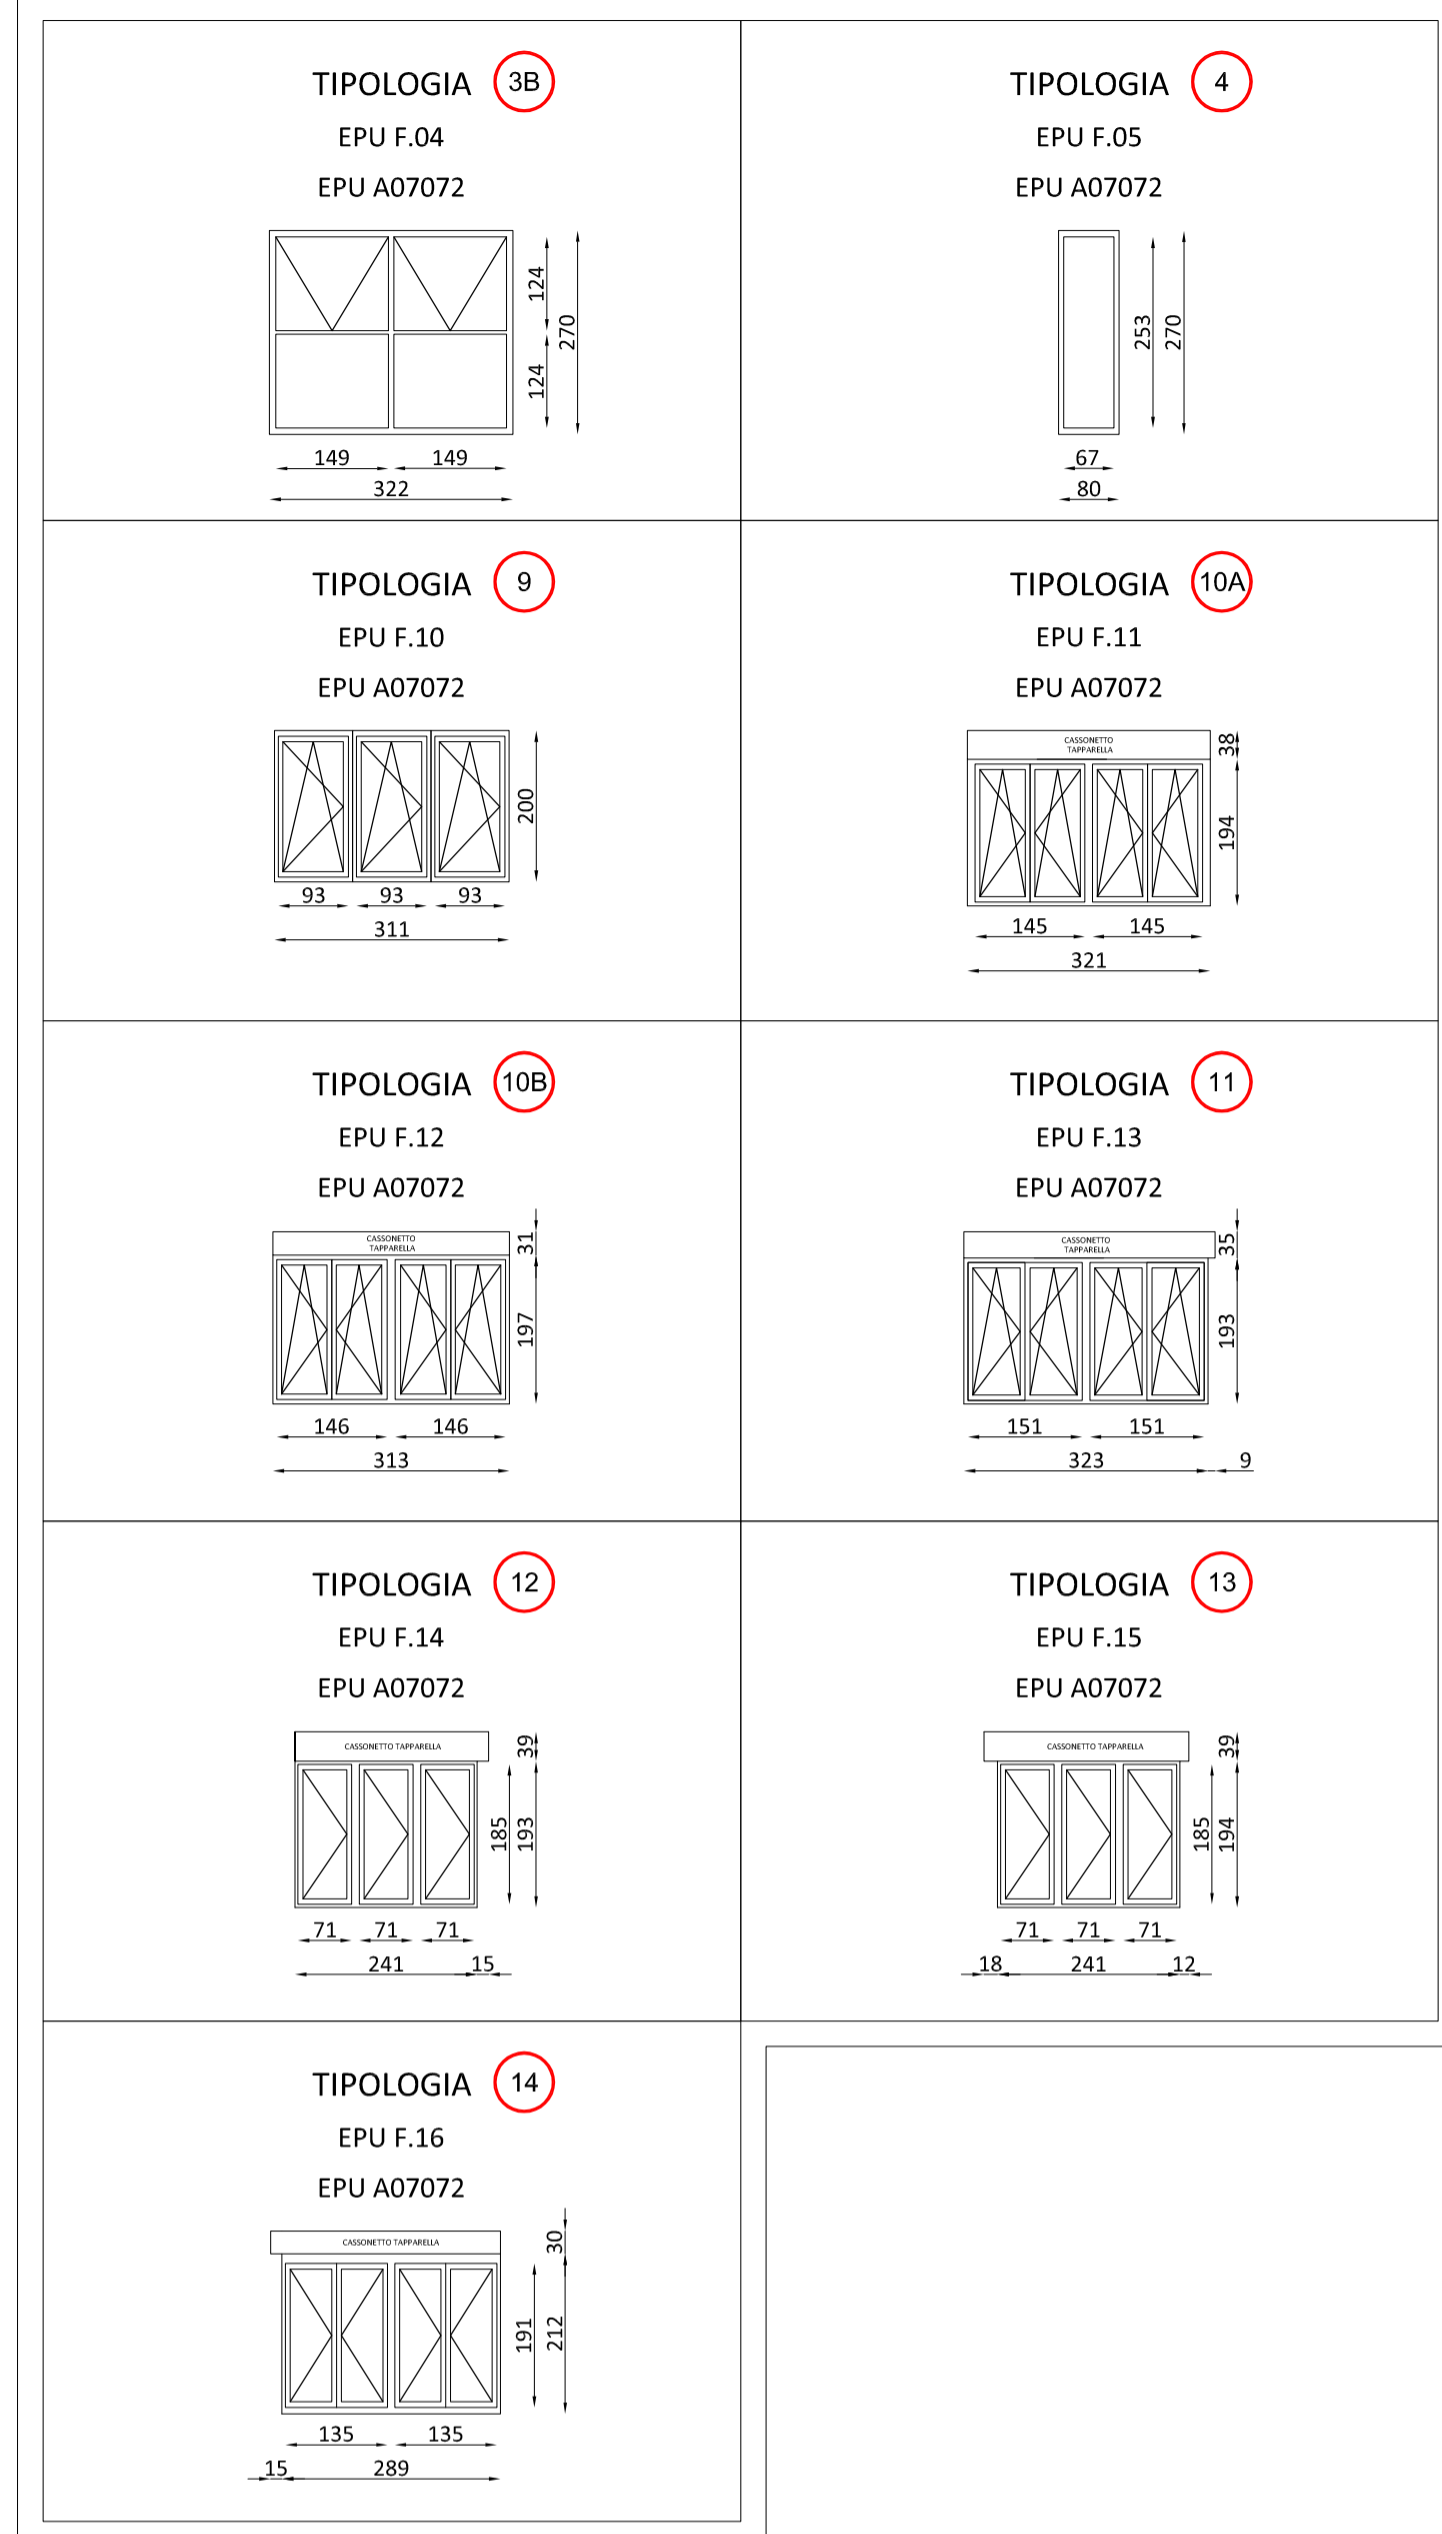 TIPOLOGIA 3B
EPU F.04
EPU A07072
124
270
124
149 149
322
TIPOLOGIA 4
EPU F.05
EPU A07072
253
270
67
80
TIPOLOGIA 9
EPU F.10
EPU A07072
200
93 93 93
311
TIPOLOGIA 10A
EPU F.11
EPU A07072
CASSONETTO
TAPPARELLA
38
194
145 145
321
TIPOLOGIA 10B
EPU F.12
EPU A07072
CASSONETTO
TAPPARELLA
31
197
146 146
313
TIPOLOGIA 11
EPU F.13
EPU A07072
CASSONETTO
TAPPARELLA
35
193
151 151
323 9
TIPOLOGIA 12
EPU F.14
EPU A07072
CASSONETTO TAPPARELLA
39
185
193
71 71 71
241 15
TIPOLOGIA 13
EPU F.15
EPU A07072
CASSONETTO TAPPARELLA
39
185
194
71 71 71
18 241 12
TIPOLOGIA 14
EPU F.16
EPU A07072
CASSONETTO TAPPARELLA
30
191
212
135 135
15 289